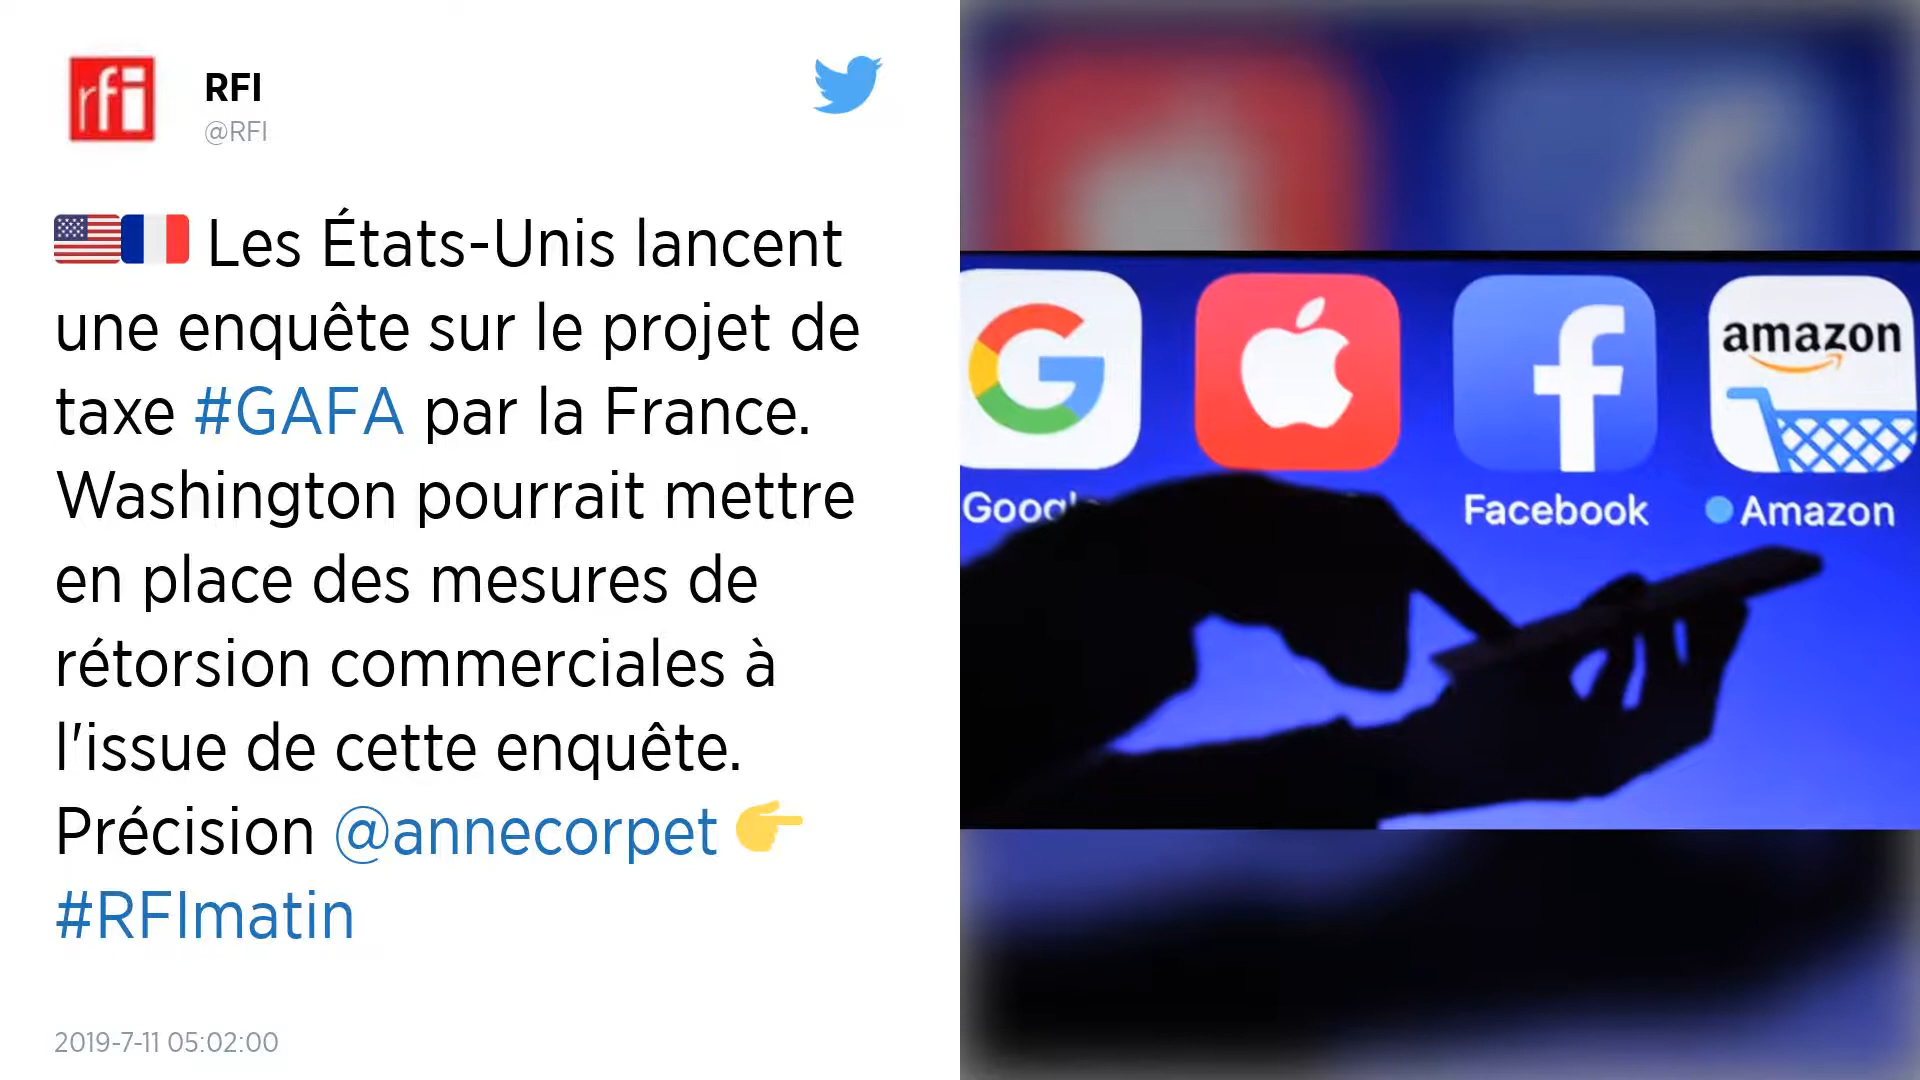 rfi
RFI
@RFI
🇺🇸🇫🇷 Les États-Unis lancent
une enquête sur le projet de
taxe #GAFA par la France.
Washington pourrait mettre
en place des mesures de
rétorsion commerciales à
l'issue de cette enquête.
Précision @annecorpet 👉
#RFImatin
2019-7-11 05:02:00
amazon
Google
Facebook
Amazon